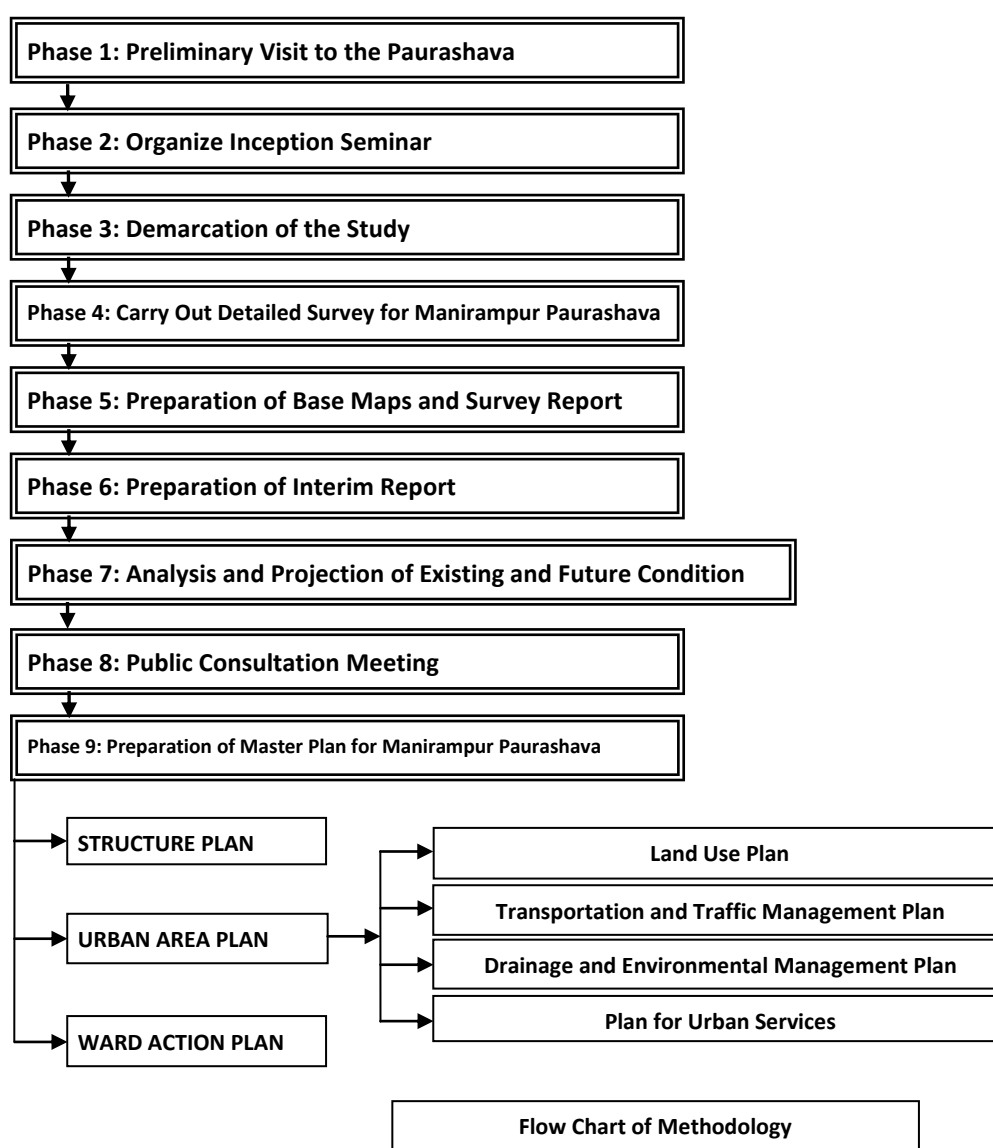 Phase 1: Preliminary Visit to the Paurashava
Phase 2: Organize Inception Seminar
Phase 3: Demarcation of the Study
Phase 4: Carry Out Detailed Survey for Manirampur Paurashava
Phase 5: Preparation of Base Maps and Survey Report
Phase 6: Preparation of Interim Report
Phase 7: Analysis and Projection of Existing and Future Condition
Phase 8: Public Consultation Meeting
Phase 9: Preparation of Master Plan for Manirampur Paurashava
STRUCTURE PLAN
URBAN AREA PLAN
WARD ACTION PLAN
Land Use Plan
Transportation and Traffic Management Plan
Drainage and Environmental Management Plan
Plan for Urban Services
Flow Chart of Methodology